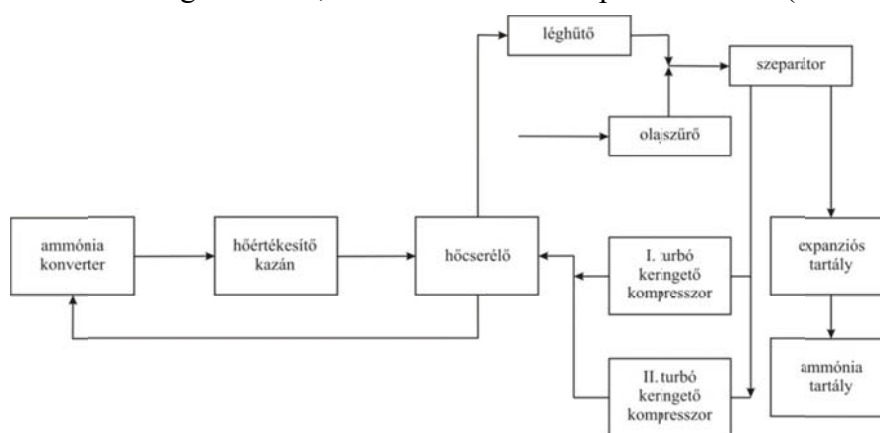 léghűtő
szeparátor
olajszűrő
ammónia
konverter
hőértékesítő
kazán
hőcserélő
I. turbó
keringető
kompresszor
expanziós
tartály
II. turbó
keringető
kompresszor
ammónia
tartály